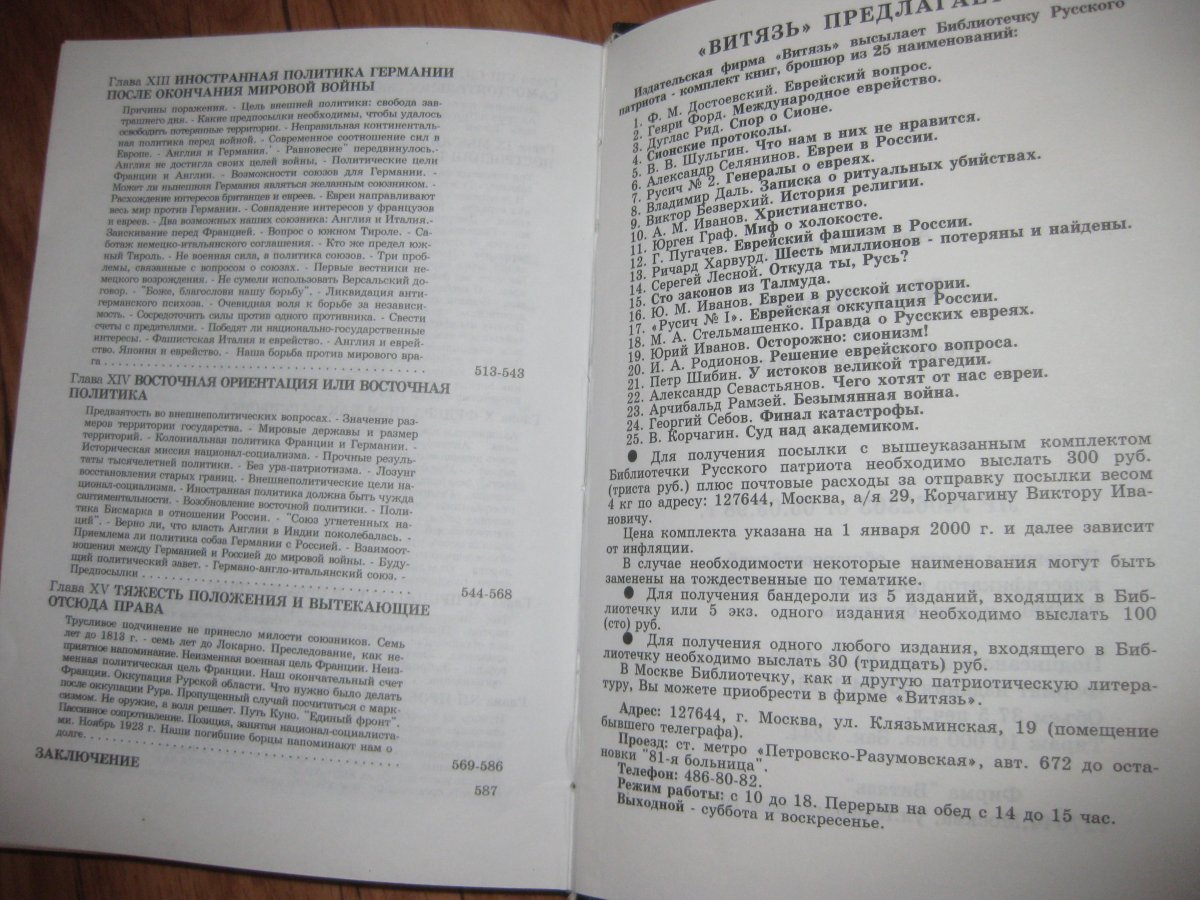 Глава XIII ИНОСТРАННАЯ ПОЛИТИКА ГЕРМАНИИ
ПОСЛЕ ОКОНЧАНИЯ МИРОВОЙ ВОЙНЫ
Причины поражения. - Цель внешней политики: свобода зав-
трашнего дня. - Какие предпосылки необходимы, чтобы удалось
освободить потерянные территории. - Неправильная континенталь-
ная политика перед войной. - Современное соотношение сил в
Европе. - Англия и Германия. - "Равновесие" передвинулось.-
Англия не достигла своих целей войны. - Политические цели
Франции и Англии. - Возможности союзов для Германии. -
Может ли нынешняя Германия являться желанным союзником. -
Расхождение интересов британцев и евреев. - Евреи направляют
весь мир против Германии. - Совпадение интересов у французов
и евреев. - Два возможных наших союзника: Англия и Италия.-
Заискивание перед Францией. - Вопрос о южном Тироле. - Са-
ботаж немецко-итальянского соглашения. - Кто же предел юж-
ный Тироль. - Не военная сила, а политика союзов. - Три про-
блемы, связанные с вопросом о союзах. - Первые вестники не-
мецкого возрождения. - Не сумели использовать Версальский до-
говор. - "Боже, благослови нашу борьбу". - Ликвидация анти-
германского психоза. - Очевидная воля к борьбе за независи-
мость. - Сосредоточить силы против одного противника. - Свести
счеты с предателями. - Победят ли национально-государственные
интересы. - Фашистская Италия и еврейство. - Англия и еврей-
ство. Япония и еврейство. - Наша борьба против мирового вра-
га . . . . . . . . . . 513-543
Глава XIV ВОСТОЧНАЯ ОРИЕНТАЦИЯ ИЛИ ВОСТОЧНАЯ
ПОЛИТИКА
Предвзятость во внешнеполитических вопросах. - Значение раз-
меров территории государства. - Мировые державы и размер
территорий. - Колониальная политика Франции и Германии. -
Историческая миссия национал-социализма. - Прочные резуль-
таты тысячелетней политики. - Без ура-патриотизма. - Лозунг
восстановления старых границ. - Внешнеполитические цели на-
ционал-социализма. - Иностранная политика должна быть чужда
сантиментальности. - Возобновление восточной политики. - Поли-
тика Бисмарка в отношении России. - "Союз угнетенных на-
ций". - Верно ли, что власть Англии в Индии поколебалась. -
Приемлема ли политика собза Германии с Россией. - Взаимоот-
ношения между Германией и Россией до мировой войны. - Буду-
щий политический завет. - Германо-англо-итальянский союз. -
Предпосылки . . . . . . . . . . 544-568
Глава XV ТЯЖЕСТЬ ПОЛОЖЕНИЯ И ВЫТЕКАЮЩИЕ
ОТСЮДА ПРАВА
Трусливое подчинение не принесло милости союзников. Семь
лет до 1813 г. - семь лет до Локарно. Преследование, как не-
приятное напоминание. Неизменная военная цель Франции. Неиз-
менная политическая цель Франции. Наш окончательный счет
Франции. Оккупация Рурской области. Что нужно было делать
после оккупации Рура. Пропущенный случай посчитаться с марк-
сизмом. Не оружие, а воля решает. Путь Куно. "Единый фронт".
Пассивное сопротивление. Позиция, занятая национал-социалиста-
ми. Ноябрь 1923 г. Наши погибшие борцы напоминают нам о
долге. . . . . . . . . . . 569-586
ЗАКЛЮЧЕНИЕ 587
«ВИТЯЗЬ» ПРЕДЛАГАЕТ
Издательская фирма «Витязь» высылает Библиотечку Русского
патриота - комплект книг, брошюр из 25 наименований:
1. Ф. М. Достоевский. Еврейский вопрос.
2. Генри Форд. Международное еврейство.
3. Дуглас Рид. Спор о Сионе.
4. Сионские протоколы.
5. В. В. Шульгин. Что нам в них не нравится.
6. Александр Селянинов. Евреи в России.
7. Русич № 2. Генералы о евреях.
8. Владимир Даль. Записка о ритуальных убийствах.
9. Виктор Безверхий. История религии.
10. А. М. Иванов. Христианство.
11. Юрген Граф. Миф о холокосте.
12. Г. Пугачев. Еврейский фашизм в России.
13. Ричард Харвурд. Шесть миллионов - потеряны и найдены.
14. Серегей Лесной. Откуда ты, Русь?
15. Сто законов из Талмуда.
16. Ю. М. Иванов. Евреи в русской истории.
17. «Русич № I». Еврейская оккупация России.
18. М. А. Стельмашенко. Правда о Русских евреях.
19. Юрий Иванов. Осторожно: сионизм!
20. И. А. Родионов. Решение еврейского вопроса.
21. Петр Шибин. У истоков великой трагедии.
22. Александр Севастьянов. Чего хотят от нас евреи.
23. Арчибальд Рамзей. Безымянная война.
24. Георгий Себов. Финал катастрофы.
25. В. Корчагин. Суд над академиком.
● Для получения посылки с вышеуказанным комплектом
Библиотечки Русского патриота необходимо выслать 300 руб.
(триста руб.) плюс почтовые расходы за отправку посылки весом
4 кг по адресу: 127644, Москва, а/я 29, Корчагину Виктору Ива-
новичу.
Цена комплекта указана на 1 января 2000 г. и далее зависит
от инфляции.
В случае необходимости некоторые наименования могут быть
заменены на тождественные по тематике.
● Для получения бандероли из 5 изданий, входящих в Биб-
лиотечку или 5 экз. одного издания необходимо выслать 100
(сто) руб.
● Для получения одного любого издания, входящего в Биб-
лиотечку необходимо выслать 30 (тридцать) руб.
В Москве Библиотечку, как и другую патриотическую литера-
туру, Вы можете приобрести в фирме «Витязь».
Адрес: 127644, г. Москва, ул. Клязьминская, 19 (помещение
бывшего телеграфа).
Проезд: ст. метро «Петровско-Разумовская», авт. 672 до оста-
новки "81-я больница".
Телефон: 486-80-82.
Режим работы: с 10 до 18. Перерыв на обед с 14 до 15 час.
Выходной - суббота и воскресенье.